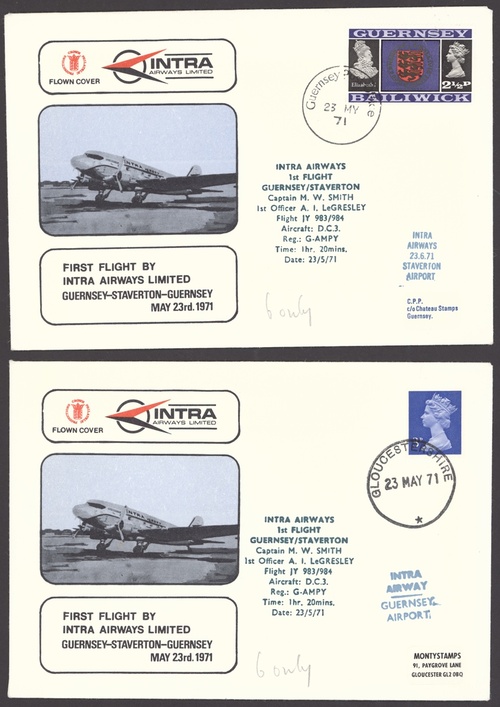 FLOWN COVER
INTRA
AIRWAYS LIMITED
GUERNSEY
2½P
BAILIWICK
Guernsey
23 MY
71
INTRA AIRWAYS
1st FLIGHT
GUERNSEY/STAVERTON
Captain M. W. SMITH
1st Officer A. I. LeGRESLEY
Flight JY 983/984
Aircraft: D.C.3.
Reg.: G-AMPY
Time: 1hr, 20mins.
Date: 23/5/71
INTRA
AIRWAYS
23.6.71
STAVERTON
AIRPORT
FIRST FLIGHT BY
INTRA AIRWAYS LIMITED
GUERNSEY–STAVERTON–GUERNSEY
MAY 23rd. 1971
C.P.P.
c/o Chateau Stamps
Guernsey.
6 only
FLOWN COVER
INTRA
AIRWAYS LIMITED
GLOUCESTERSHIRE
23 MAY 71
INTRA AIRWAYS
1st FLIGHT
GUERNSEY/STAVERTON
Captain M. W. SMITH
1st Officer A. I. LeGRESLEY
Flight JY 983/984
Aircraft: D.C.3.
Reg.: G-AMPY
Time: 1hr, 20mins.
Date: 23/5/71
INTRA
AIRWAY
GUERNSEY
AIRPORT.
FIRST FLIGHT BY
INTRA AIRWAYS LIMITED
GUERNSEY–STAVERTON–GUERNSEY
MAY 23rd. 1971
MONTYSTAMPS
91, PAYGROVE LANE
GLOUCESTER GL2 0BQ
6 only